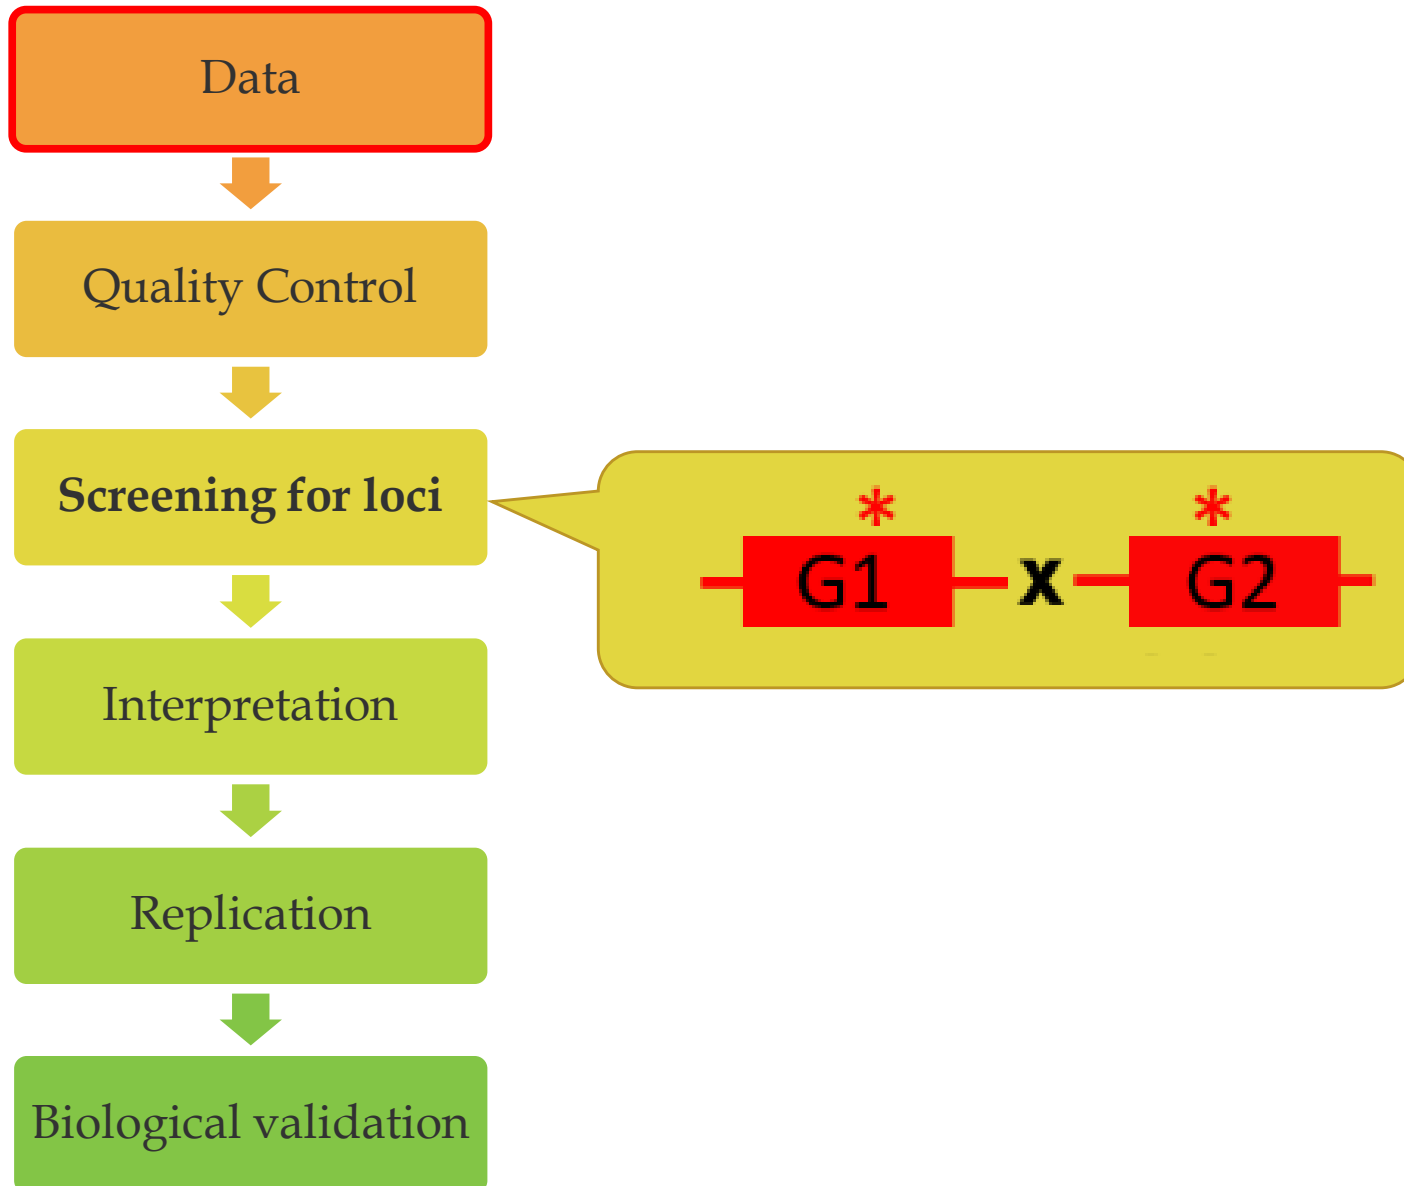 Data
Quality Control
Screening for loci
* *
G1 x G2
Interpretation
Replication
Biological validation